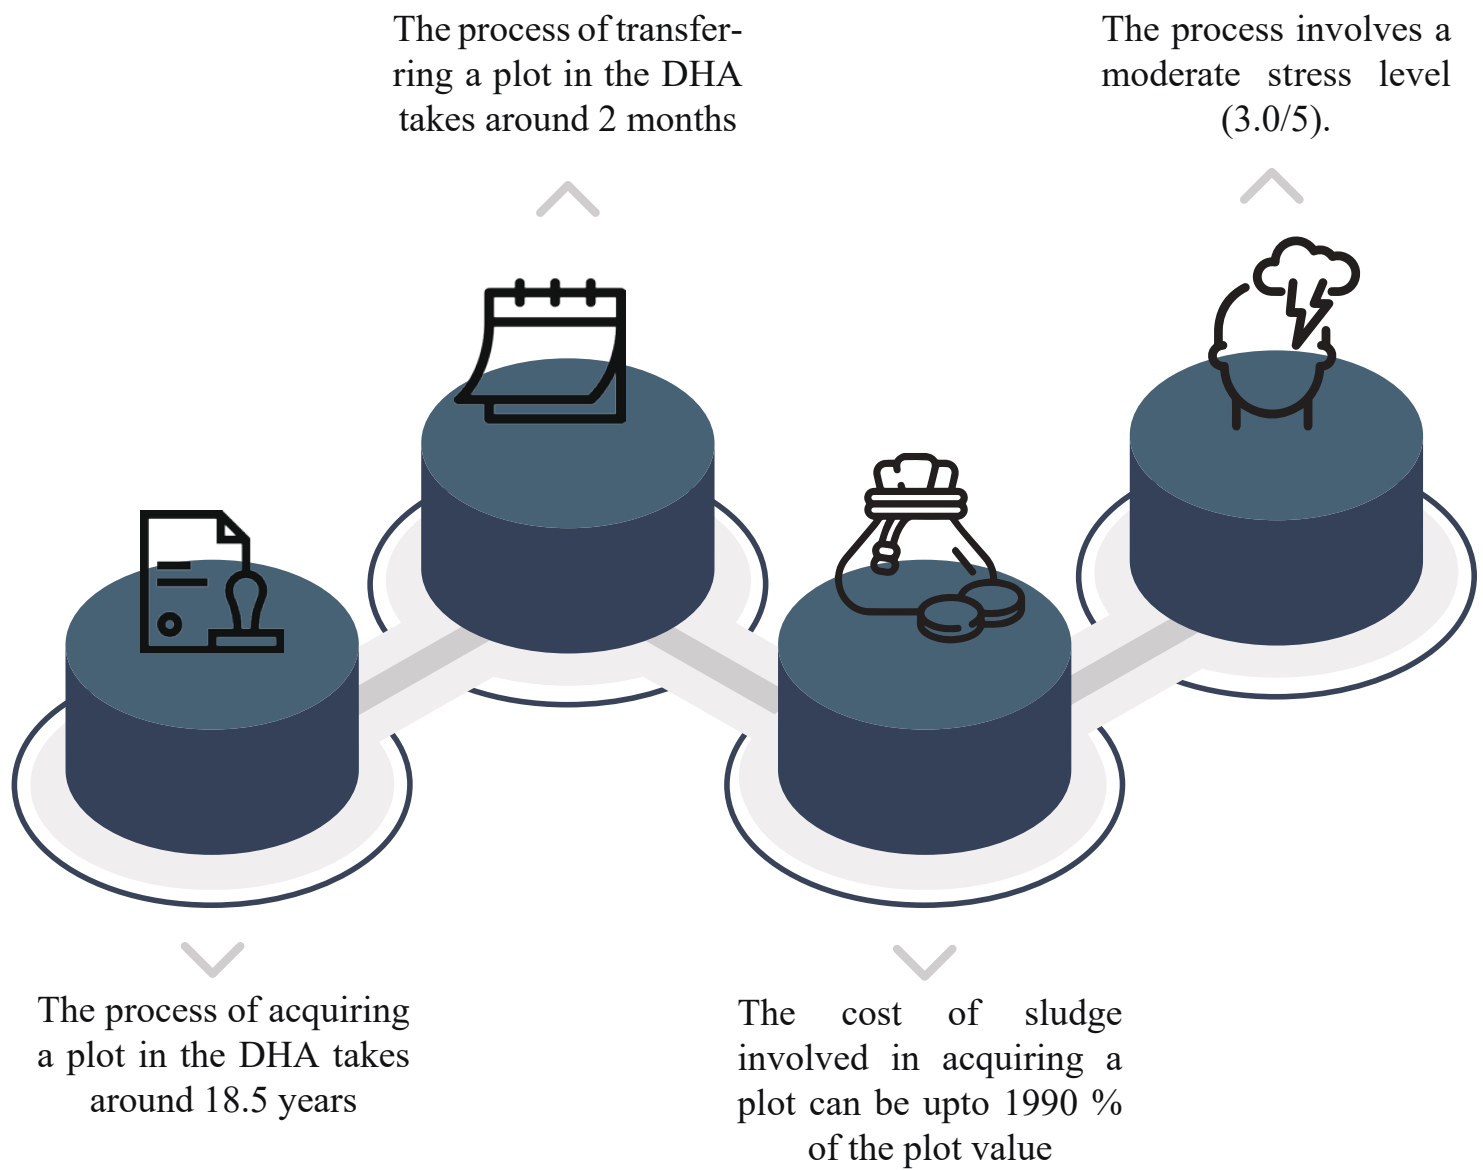 The process of transfer-
ring a plot in the DHA
takes around 2 months
The process involves a
moderate stress level
(3.0/5).
The process of acquiring
a plot in the DHA takes
around 18.5 years
The cost of sludge
involved in acquiring a
plot can be upto 1990 %
of the plot value